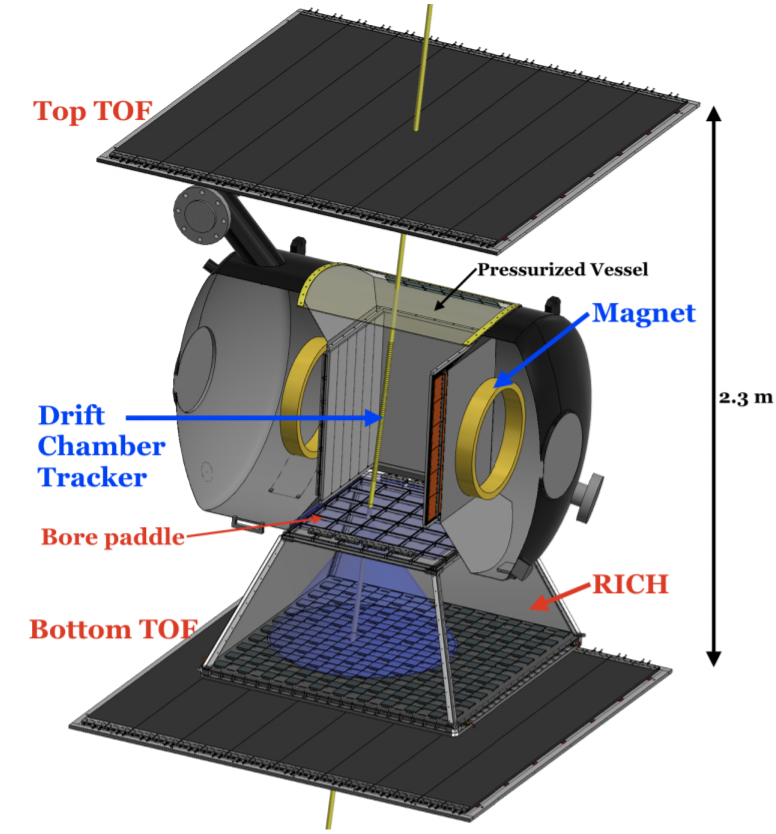 Top TOF
Pressurized Vessel
Magnet
2.3 m
Drift
Chamber
Tracker
Bore paddle
RICH
Bottom TOF